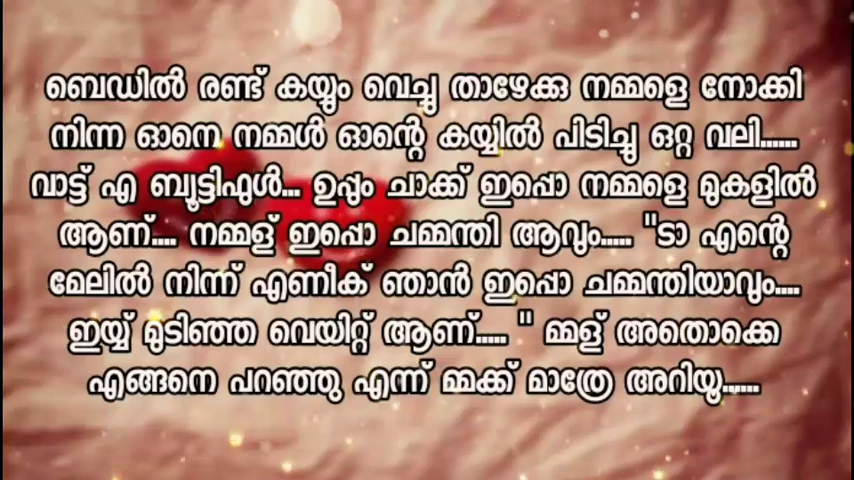 ബെഡിൽ രണ്ട് കയ്യും വെച്ചു താഴേക്കു നമ്മളെ നോക്കി
നിന്ന ഓനെ നമ്മൾ ഓന്റെ കയ്യിൽ പിടിച്ചു ഒറ്റ വലി......
വാട്ട് എ ബ്യൂട്ടിഫുൾ... ഉപ്പും ചാക്ക് ഇപ്പൊ നമ്മളെ മുകളിൽ
ആണ്.... നമ്മള് ഇപ്പൊ ചമ്മന്തി ആവും..... "ടാ എന്റെ
മേലിൽ നിന്ന് എണീക് ഞാൻ ഇപ്പൊ ചമ്മന്തിയാവും....
ഇയ്യ് മുടിഞ്ഞ വെയിറ്റ് ആണ്..... " മ്മള് അതൊക്കെ
എങ്ങനെ പറഞ്ഞു എന്ന് മ്മക്ക് മാത്രേ അറിയൂ......